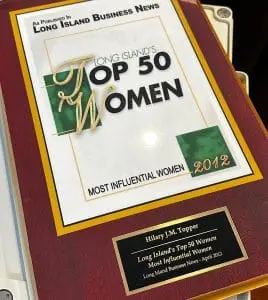 As Published In
Long Island Business News
LONG ISLAND'S
TOP 50
WOMEN
MOST INFLUENTIAL WOMEN
2012
Hilary J.M. Topper
Long Island's Top 50 Women
Most Influential Women
Long Island Business News - April 2012